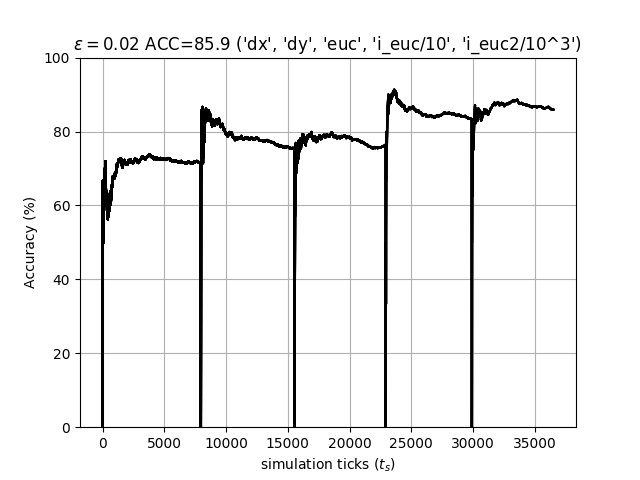 ε = 0.02 ACC=85.9 ('dx', 'dy', 'euc', 'i_euc/10', 'i_euc2/10^3')
100
80
60
40
20
0
Accuracy (%)
0 5000 10000 15000 20000 25000 30000 35000
simulation ticks (tₛ)